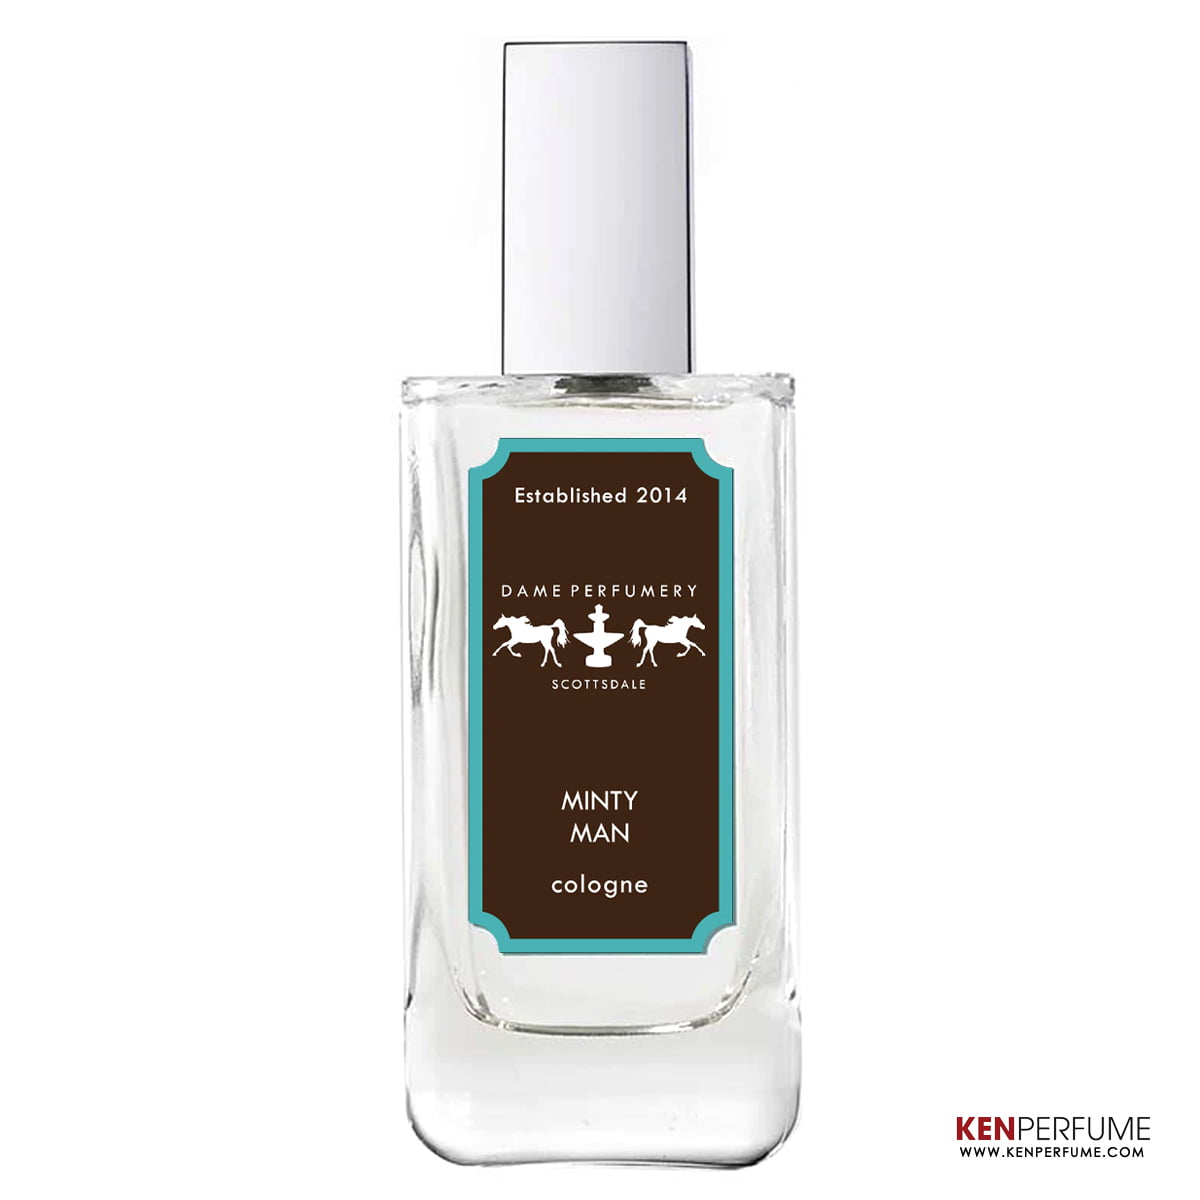 Established 2014
DAME PERFUMERY
SCOTTSDALE
MINTY
MAN
cologne
KENPERFUME
WWW.KENPERFUME.COM